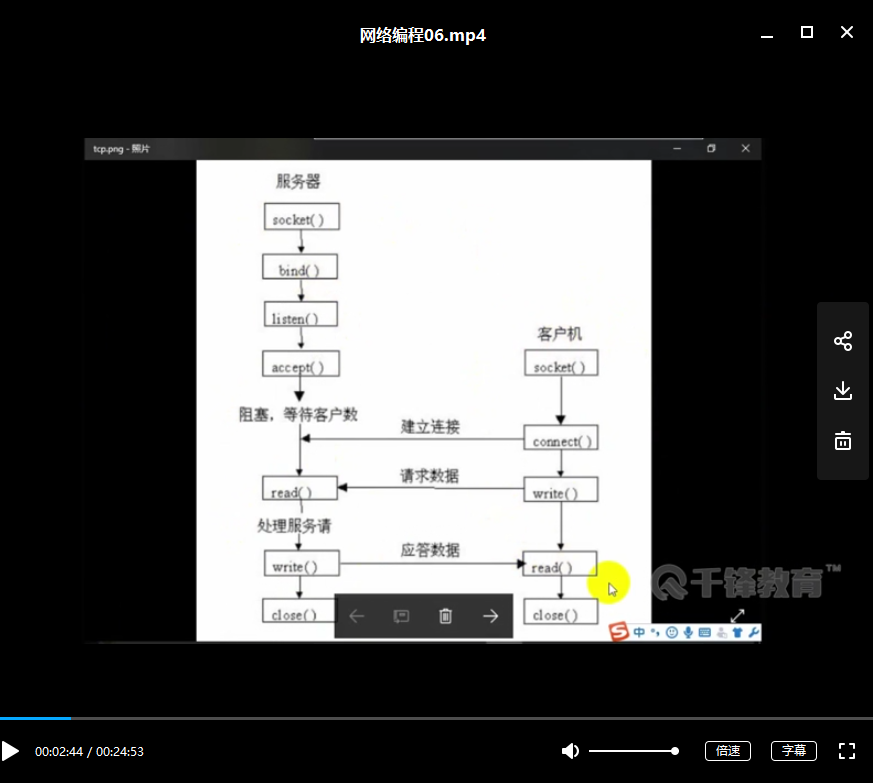 网络编程06.mp4
tcp.png - 照片
服务器
socket()
bind()
listen()
accept()
阻塞，等待客户数
客户机
socket()
建立连接
connect()
请求数据
read()
write()
处理服务请
应答数据
write()
read()
close()
close()
千锋教育™
中
00:02:44 / 00:24:53
倍速
字幕